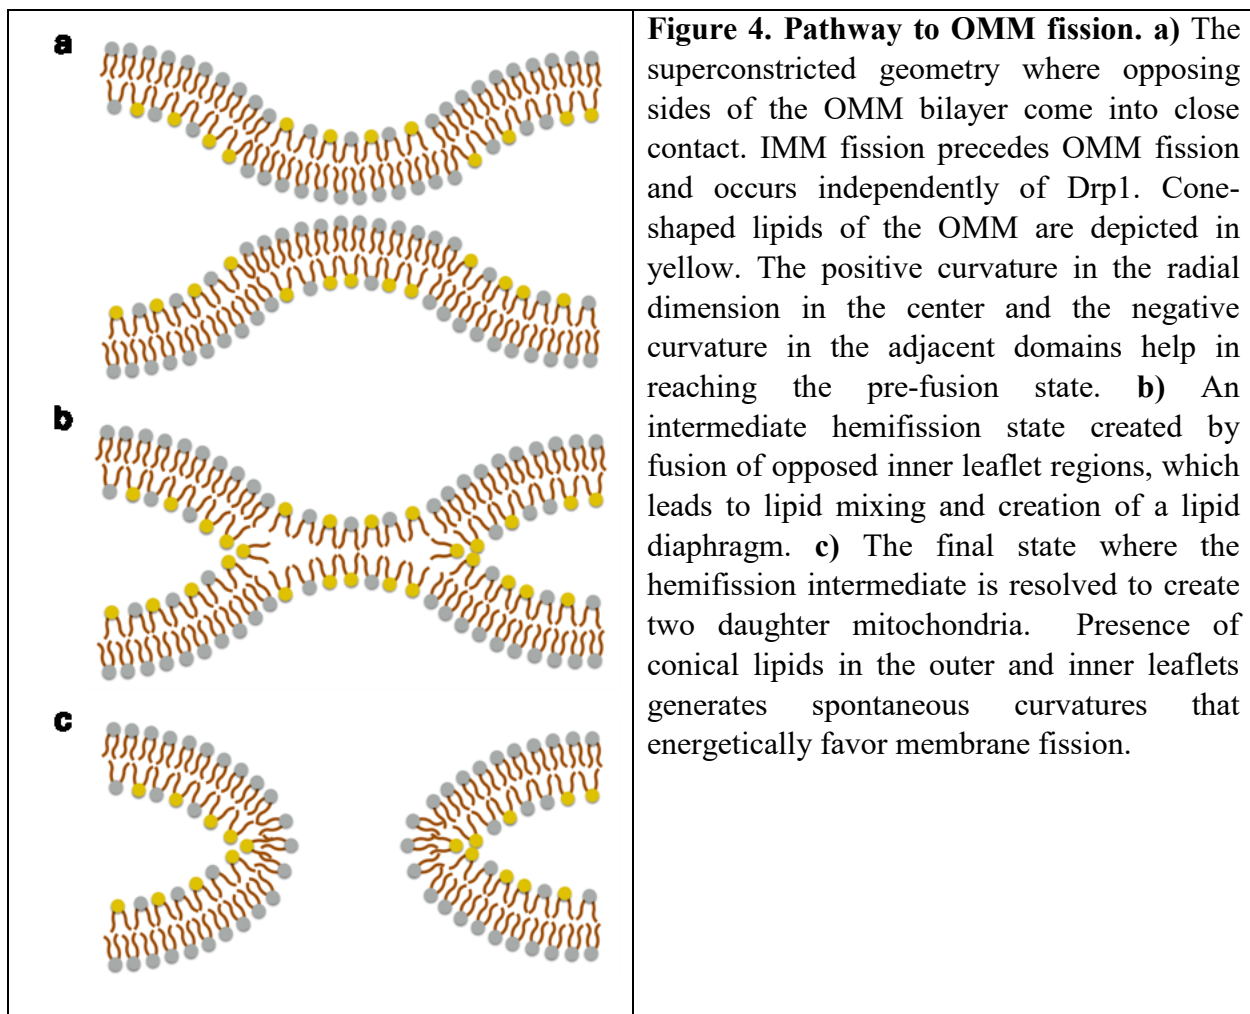 a
Figure 4. Pathway to OMM fission. a) The
superconstricted geometry where opposing
sides of the OMM bilayer come into close
contact. IMM fission precedes OMM fission
and occurs independently of Drp1. Cone-
shaped lipids of the OMM are depicted in
yellow. The positive curvature in the radial
dimension in the center and the negative
curvature in the adjacent domains help in
reaching the pre-fusion state. b) An
intermediate hemifission state created by
fusion of opposed inner leaflet regions, which
leads to lipid mixing and creation of a lipid
diaphragm. c) The final state where the
hemifission intermediate is resolved to create
two daughter mitochondria. Presence of
conical lipids in the outer and inner leaflets
generates spontaneous curvatures that
energetically favor membrane fission.
b
c